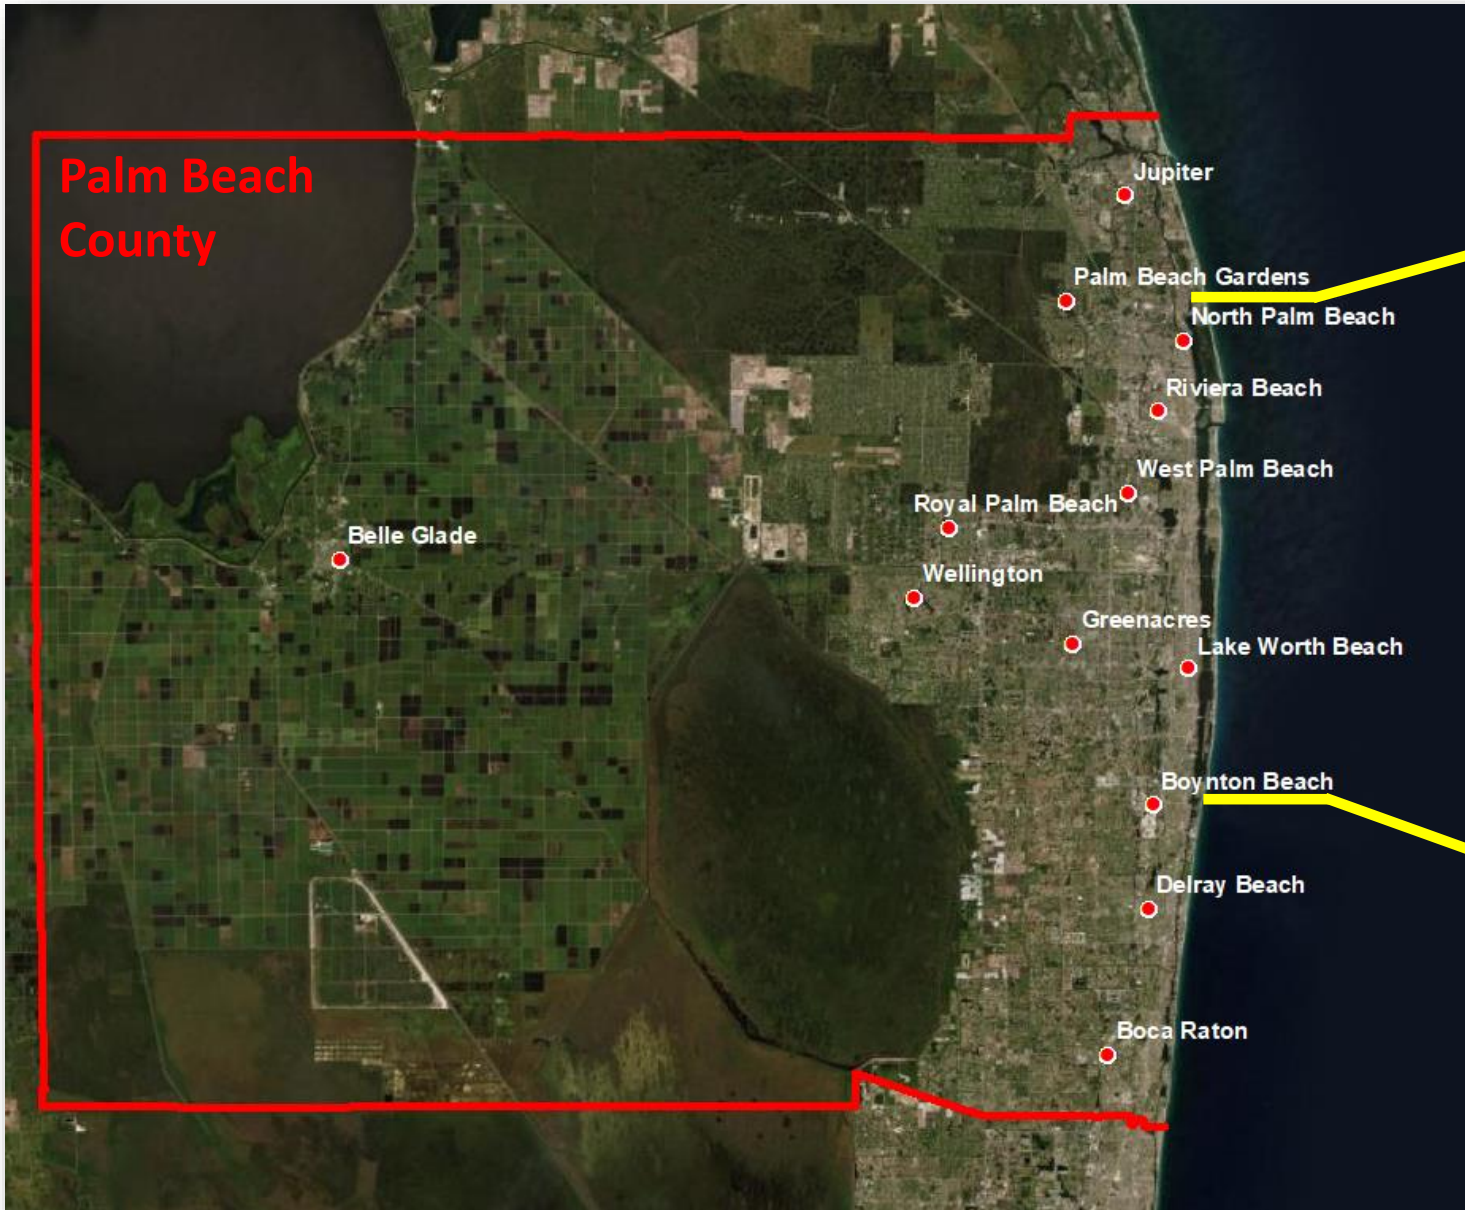 Palm Beach
County
Jupiter
Palm Beach Gardens
North Palm Beach
Riviera Beach
West Palm Beach
Royal Palm Beach
Belle Glade
Wellington
Greenacres
Lake Worth Beach
Boynton Beach
Delray Beach
Boca Raton